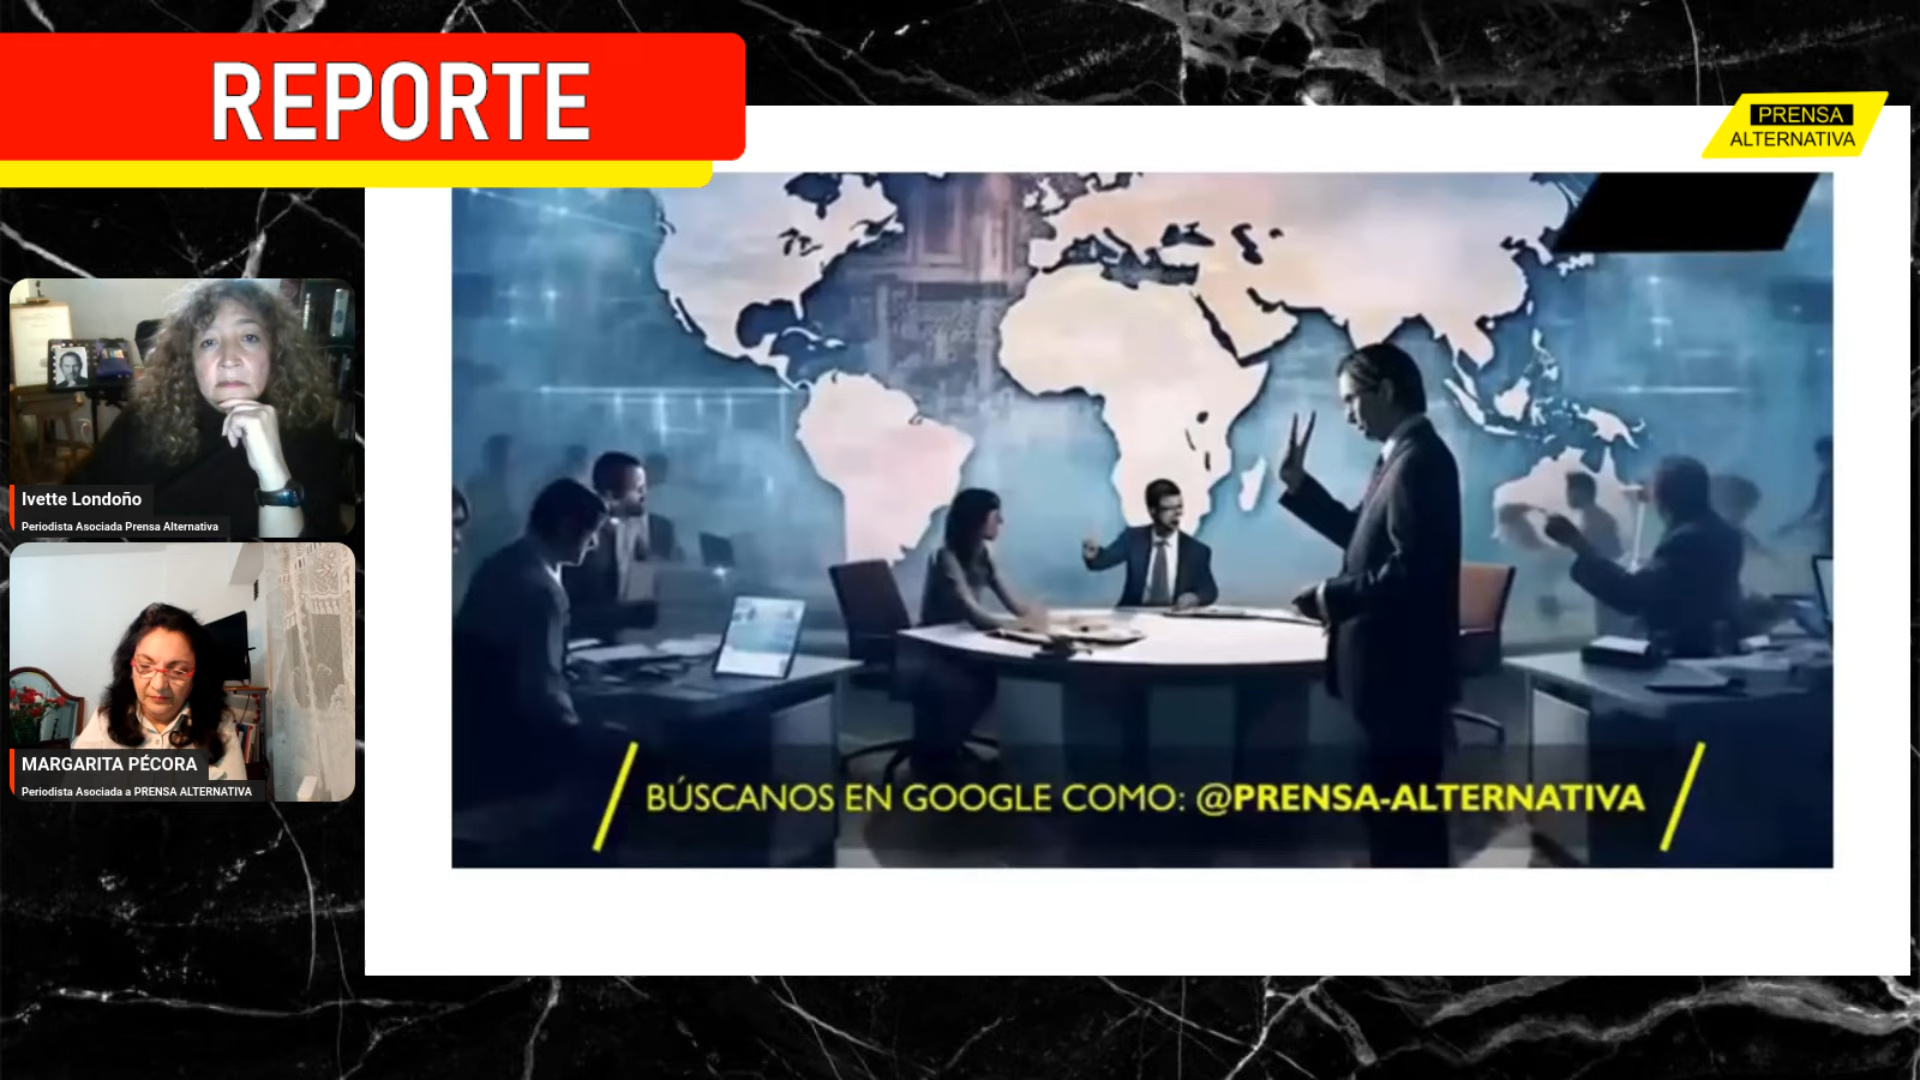 REPORTE
PRENSA
ALTERNATIVA
Ivette Londoño
Periodista Asociada Prensa Alternativa
MARGARITA PÉCORA
Periodista Asociada a PRENSA ALTERNATIVA
BÚSCANOS EN GOOGLE COMO: @PRENSA-ALTERNATIVA